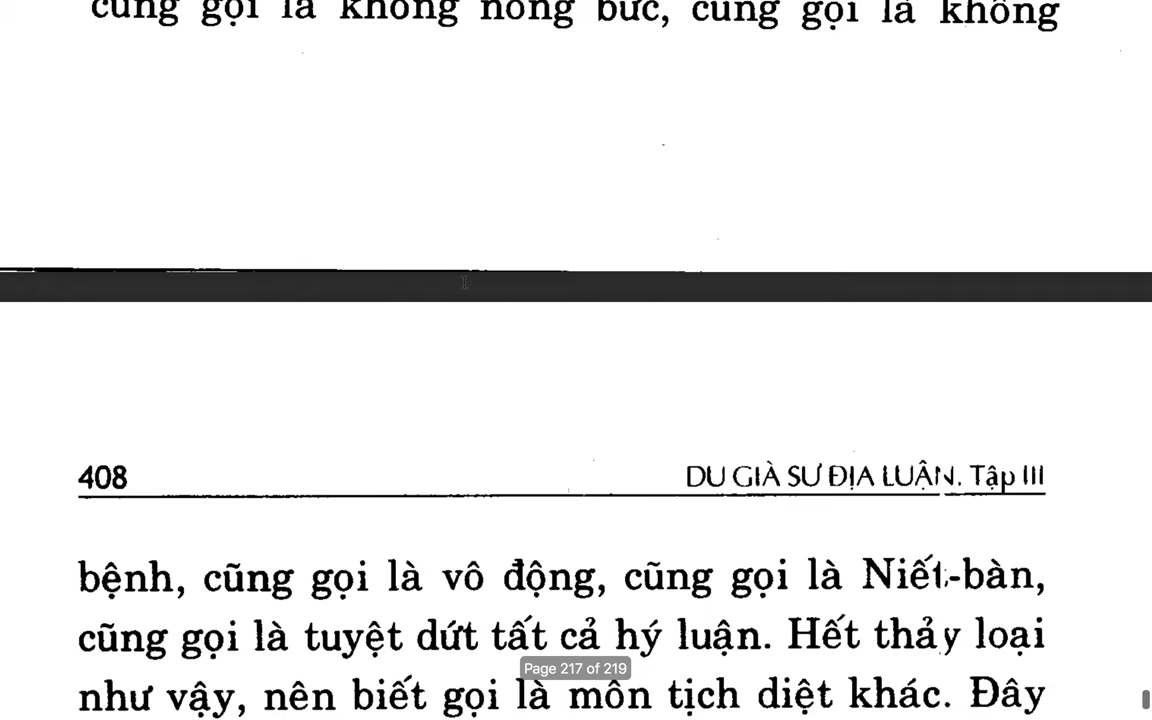 cũng gọi là không nóng bức, cũng gọi là không
408 DU GIÀ SƯ ĐỊA LUẬN. Tập III
bệnh, cũng gọi là vô động, cũng gọi là Niết-bàn,
cũng gọi là tuyệt dứt tất cả hý luận. Hết thảy loại
Page 217 of 219
như vậy, nên biết gọi là môn tịch diệt khác. Đây